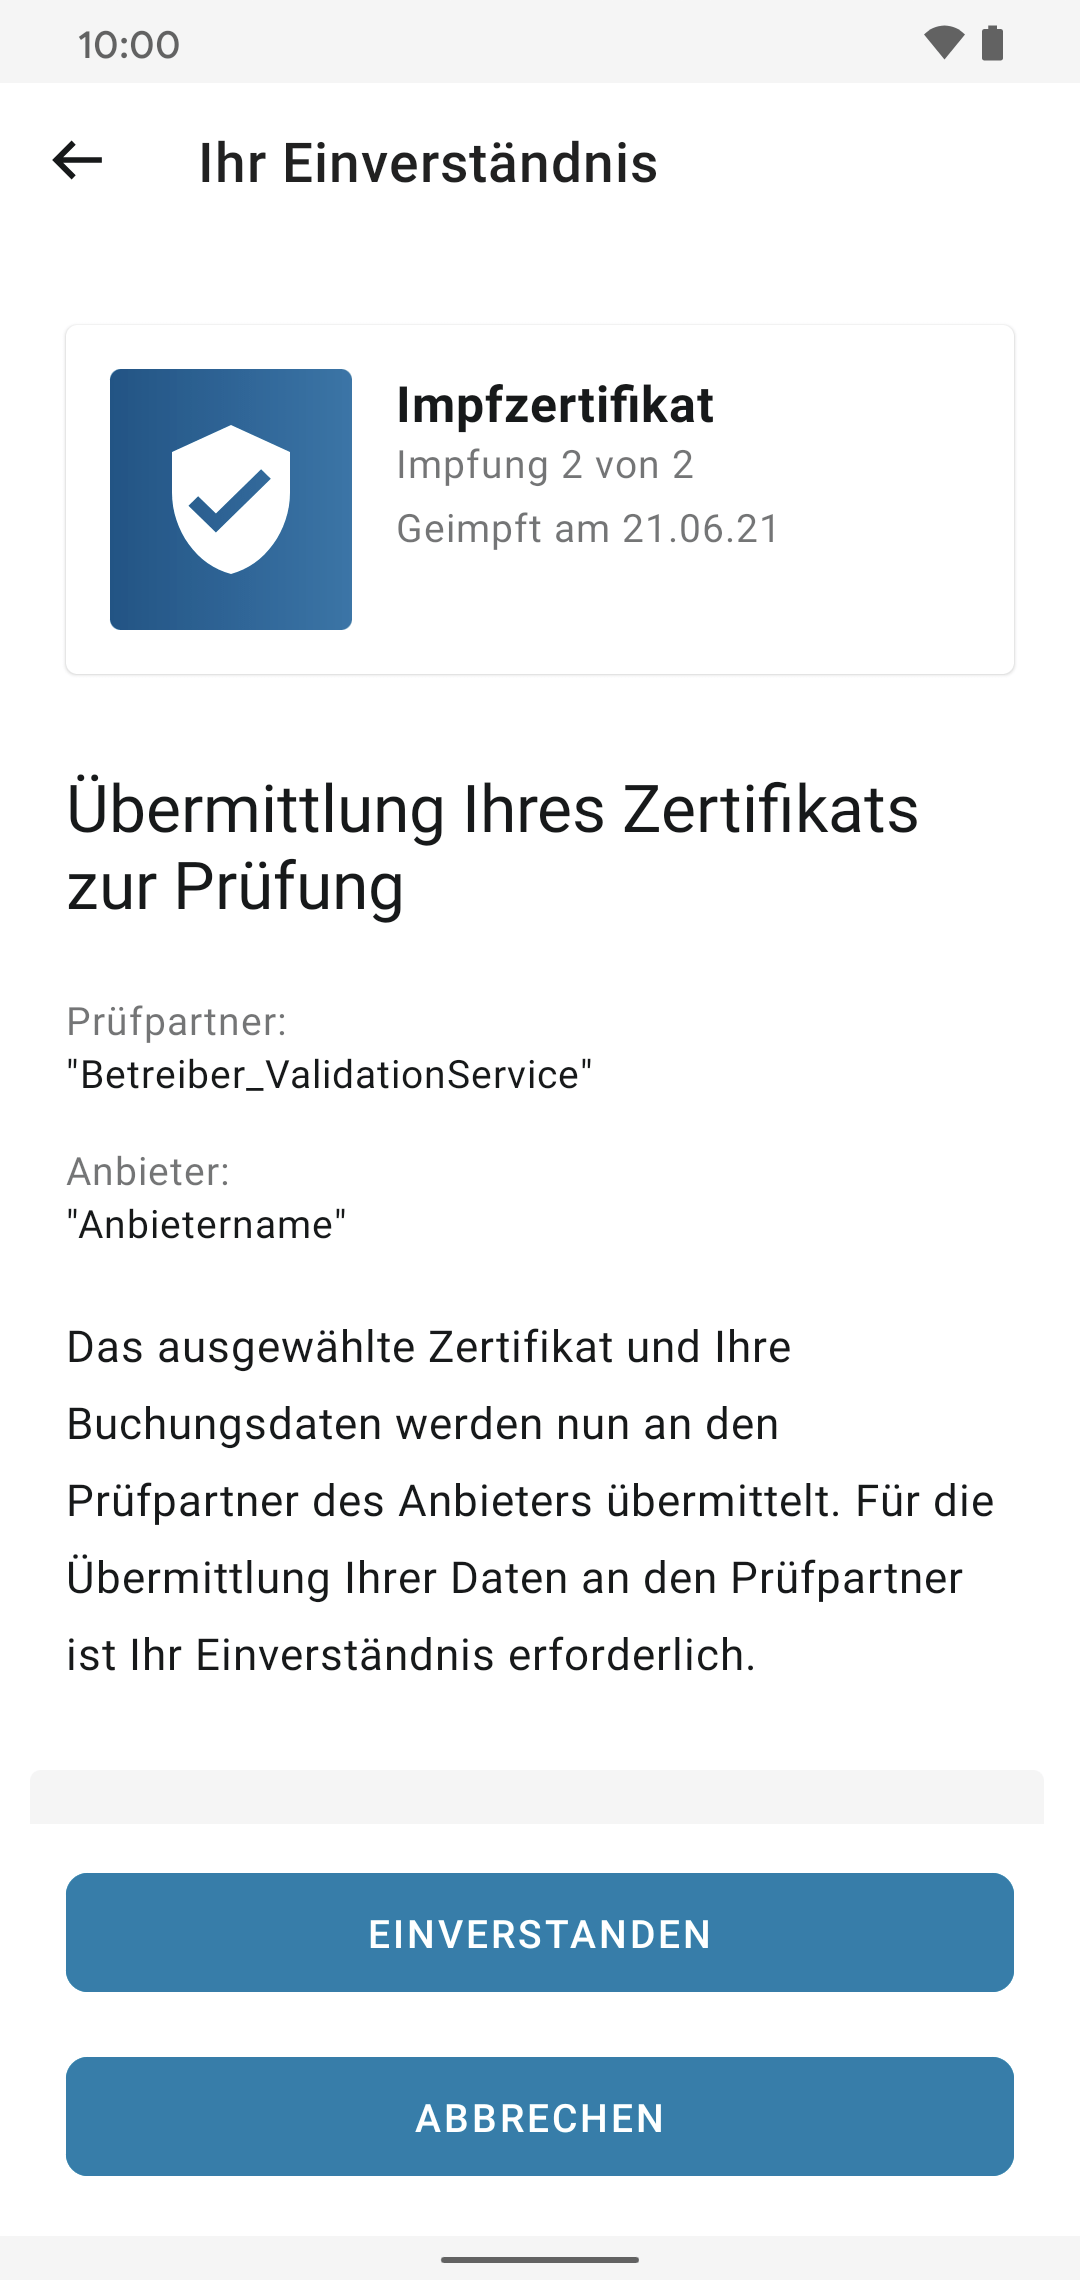 10:00
Ihr Einverständnis
Impfzertifikat
Impfung 2 von 2
Geimpft am 21.06.21
Übermittlung Ihres Zertifikats
zur Prüfung
Prüfpartner:
"Betreiber_ValidationService"
Anbieter:
"Anbietername"
Das ausgewählte Zertifikat und Ihre
Buchungsdaten werden nun an den
Prüfpartner des Anbieters übermittelt. Für die
Übermittlung Ihrer Daten an den Prüfpartner
ist Ihr Einverständnis erforderlich.
EINVERSTANDEN
ABBRECHEN